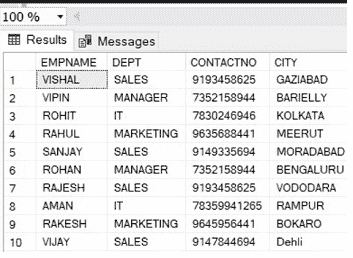 100 %
Results Messages
EMPNAME DEPT CONTACTNO CITY
1 VISHAL SALES 9193458625 GAZIABAD
2 VIPIN MANAGER 7352158944 BARIELLY
3 ROHIT IT 7830246946 KOLKATA
4 RAHUL MARKETING 9635688441 MEERUT
5 SANJAY SALES 9149335694 MORADABAD
6 ROHAN MANAGER 7352158944 BENGALURU
7 RAJESH SALES 9193458625 VODODARA
8 AMAN IT 78359941265 RAMPUR
9 RAKESH MARKETING 9645956441 BOKARO
10 VIJAY SALES 9147844694 Dehli